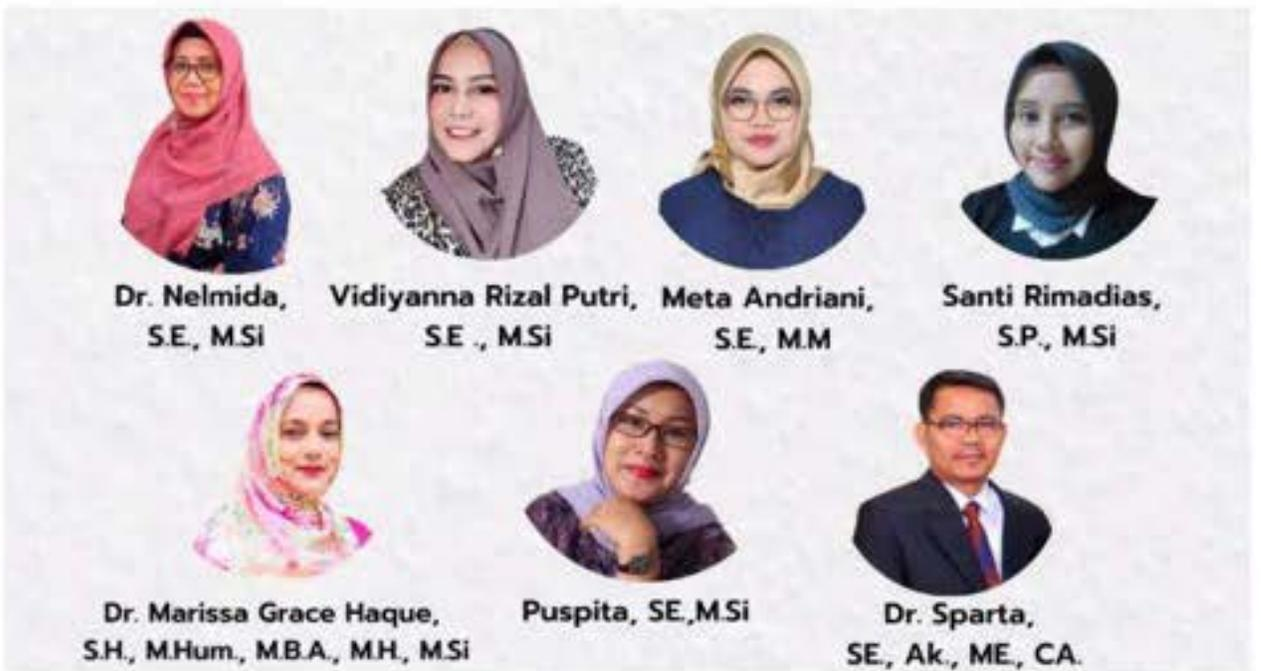 Dr. Nelmida,
S.E., M.Si
Vidiyanna Rizal Putri,
S.E ., M.Si
Meta Andriani,
S.E., M.M
Santi Rimadias,
S.P., M.Si
Dr. Marissa Grace Haque,
S.H., M.Hum., M.B.A., M.H., M.Si
Puspita, SE,M.Si
Dr. Sparta,
SE., Ak., ME., CA.